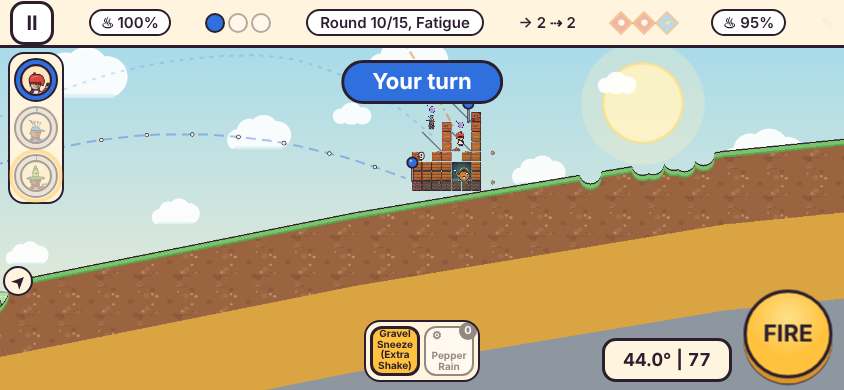 100%
Round 10/15, Fatigue
→ 2 ⇢ 2
95%
Your turn
Gravel
Sneeze
(Extra
Shake)
0
Pepper
Rain
44.0° | 77
FIRE